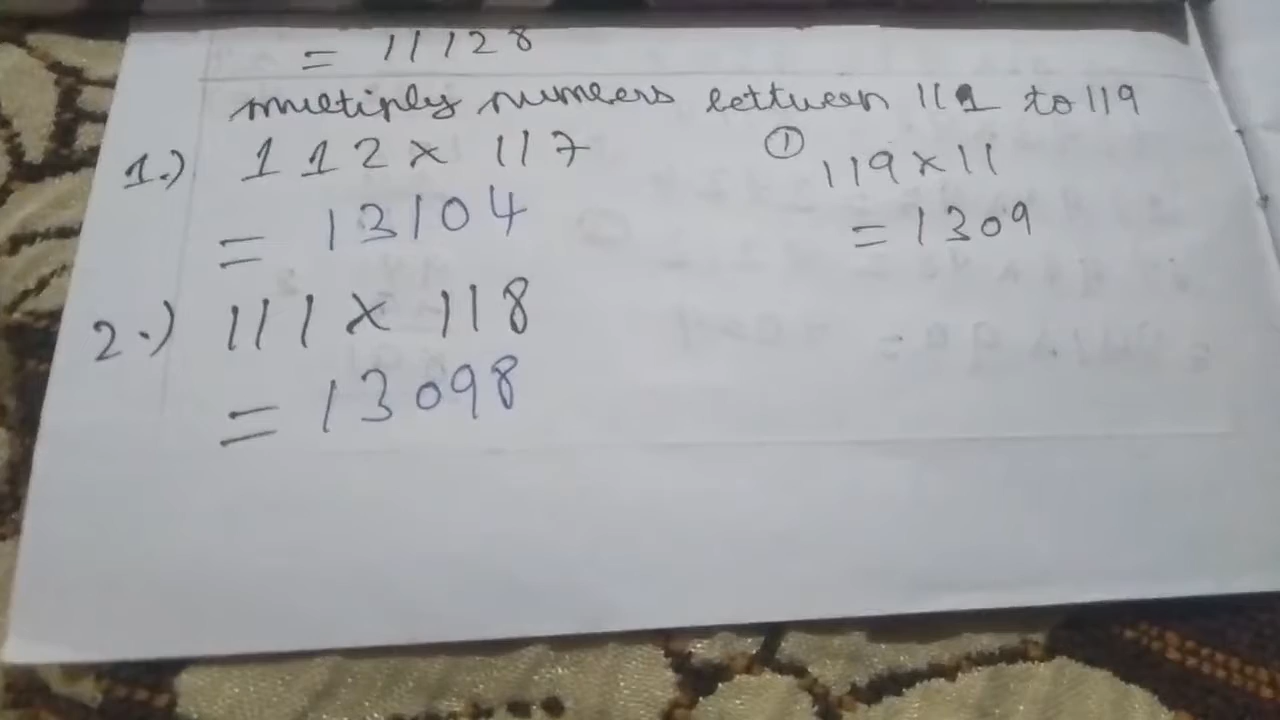 = 11128
multiply numbers between 111 to 119
1.) 112 x 117
= 13104
2.) 111 x 118
= 13098
① 119 x 11
= 1309